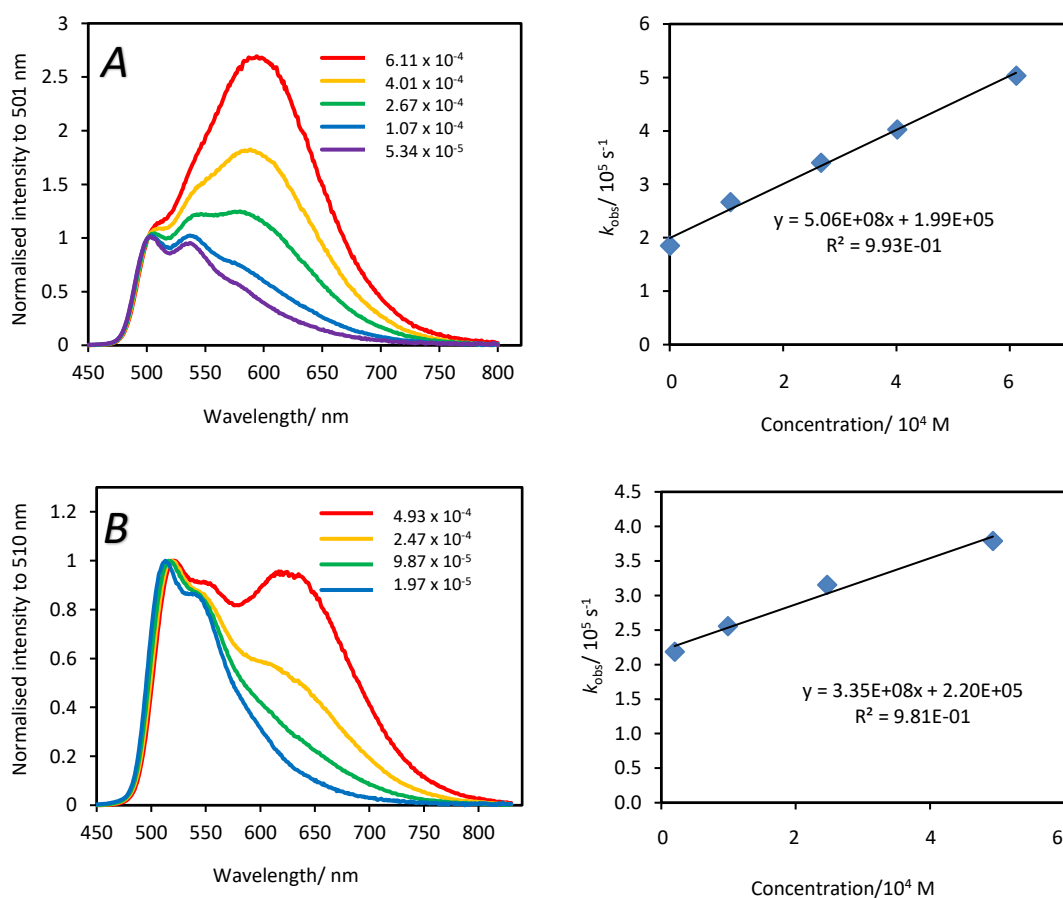 A
Normalised intensity to 501 nm
3
2.5
2
1.5
1
0.5
0
450 500 550 600 650 700 750 800
Wavelength/ nm
6.11 x 10⁻⁴
4.01 x 10⁻⁴
2.67 x 10⁻⁴
1.07 x 10⁻⁴
5.34 x 10⁻⁵
k_obs/ 10⁵ s⁻¹
6
5
4
3
2
1
0
0 2 4 6
Concentration/ 10⁴ M
y = 5.06E+08x + 1.99E+05
R² = 9.93E-01
B
Normalised intensity to 510 nm
1.2
1
0.8
0.6
0.4
0.2
0
450 500 550 600 650 700 750 800
Wavelength/ nm
4.93 x 10⁻⁴
2.47 x 10⁻⁴
9.87 x 10⁻⁵
1.97 x 10⁻⁵
k_obs/ 10⁵ s⁻¹
4.5
4.0
3.5
3.0
2.5
2.0
1.5
1.0
0.5
0.0
0 2 4 6
Concentration/10⁴ M
y = 3.35E+08x + 2.20E+05
R² = 9.81E-01